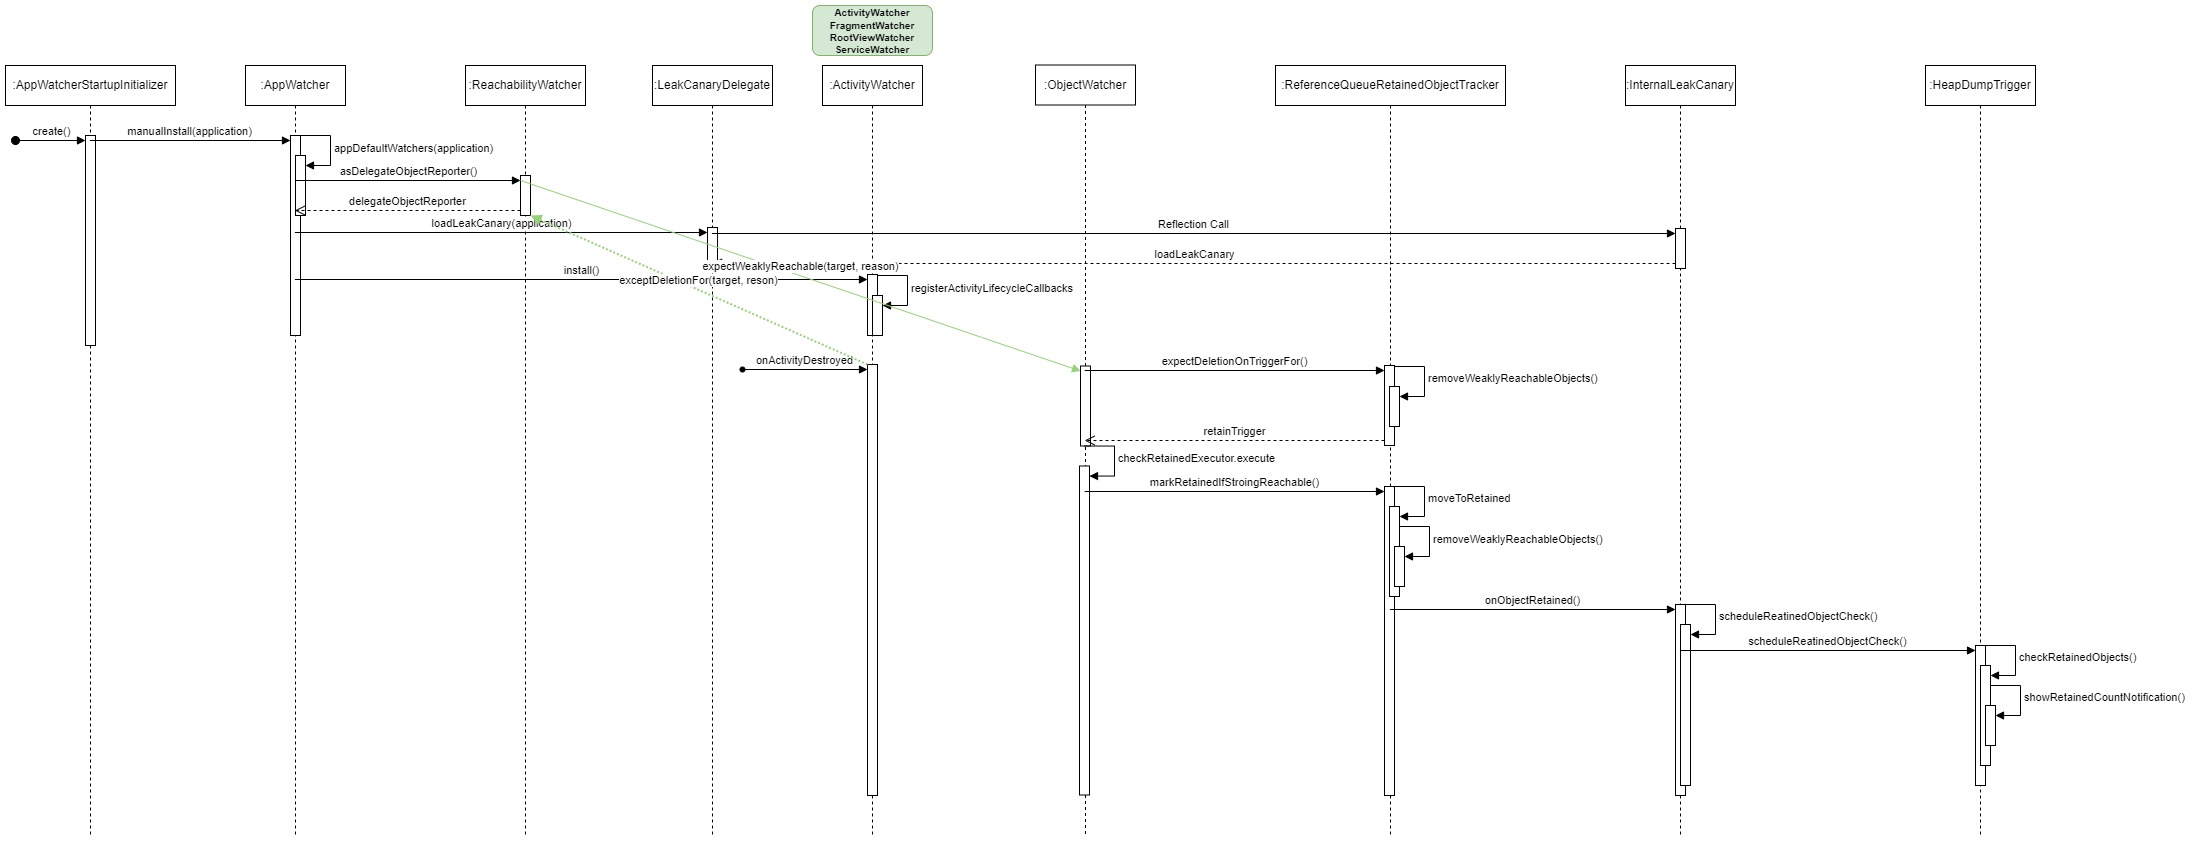 ActivityWatcher
FragmentWatcher
RootViewWatcher
ServiceWatcher
:AppWatcherStartupInitializer
:AppWatcher
:ReachabilityWatcher
:LeakCanaryDelegate
:ActivityWatcher
:ObjectWatcher
:ReferenceQueueRetainedObjectTracker
:InternalLeakCanary
:HeapDumpTrigger
create()
manualInstall(application)
appDefaultWatchers(application)
asDelegateObjectReporter()
delegateObjectReporter
loadLeakCanary(application)
Reflection Call
loadLeakCanary
expectWeaklyReachable(target, reason)
install()
exceptDeletionFor(target, reson)
registerActivityLifecycleCallbacks
onActivityDestroyed
expectDeletionOnTriggerFor()
removeWeaklyReachableObjects()
retainTrigger
checkRetainedExecutor.execute
markRetainedIfStroingReachable()
moveToRetained
removeWeaklyReachableObjects()
onObjectRetained()
scheduleReatinedObjectCheck()
scheduleReatinedObjectCheck()
checkRetainedObjects()
showRetainedCountNotification()